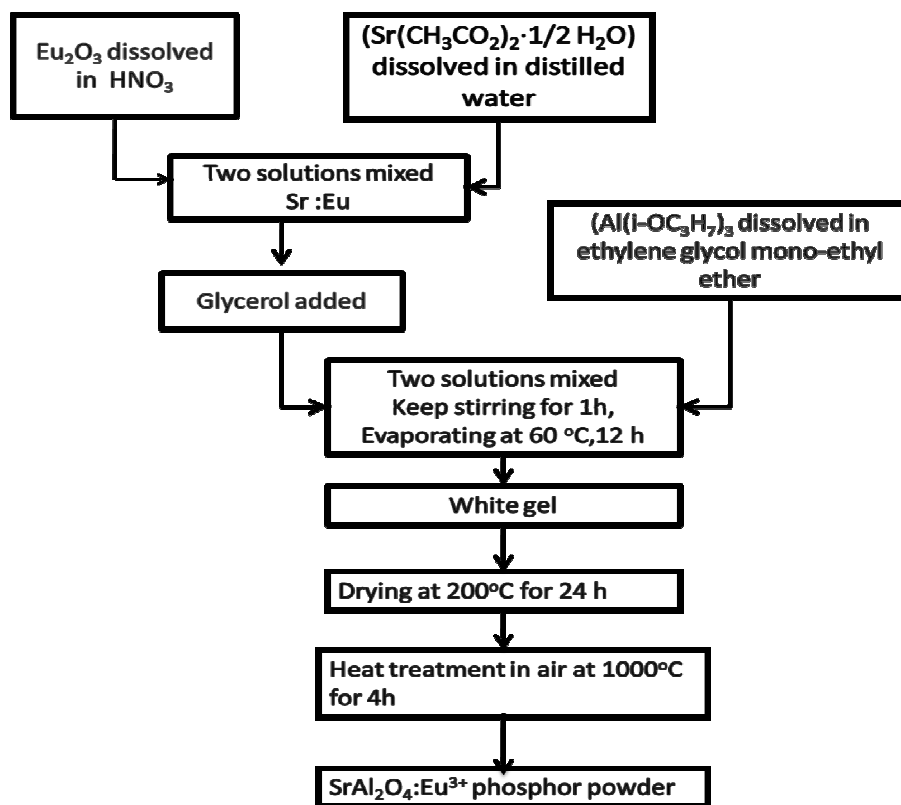 Eu₂O₃ dissolved
in HNO₃
(Sr(CH₃CO₂)₂·1/2 H₂O)
dissolved in distilled
water
Two solutions mixed
Sr :Eu
(Al(i-OC₃H₇)₃ dissolved in
ethylene glycol mono-ethyl
ether
Glycerol added
Two solutions mixed
Keep stirring for 1h,
Evaporating at 60 °C,12 h
White gel
Drying at 200°C for 24 h
Heat treatment in air at 1000°C
for 4h
SrAl₂O₄:Eu³⁺ phosphor powder